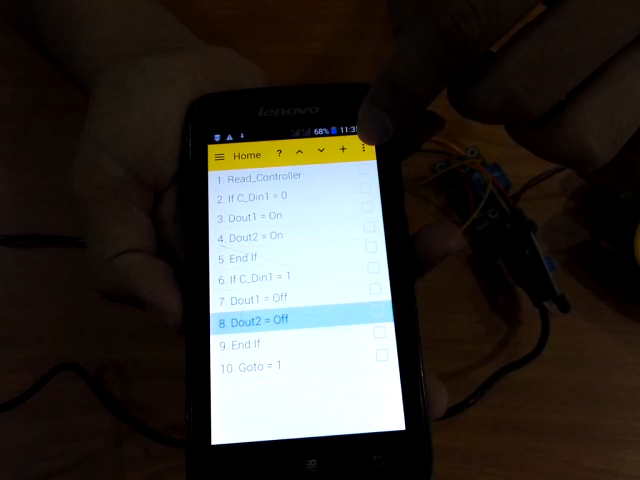 lenovo
68% 11:3
Home ?
1. Read_Controller
2. If C_Din1 = 0
3. Dout1 = On
4. Dout2 = On
5. End If
6. If C_Din1 = 1
7. Dout1 = Off
8. Dout2 = Off
9. End If
10. Goto = 1